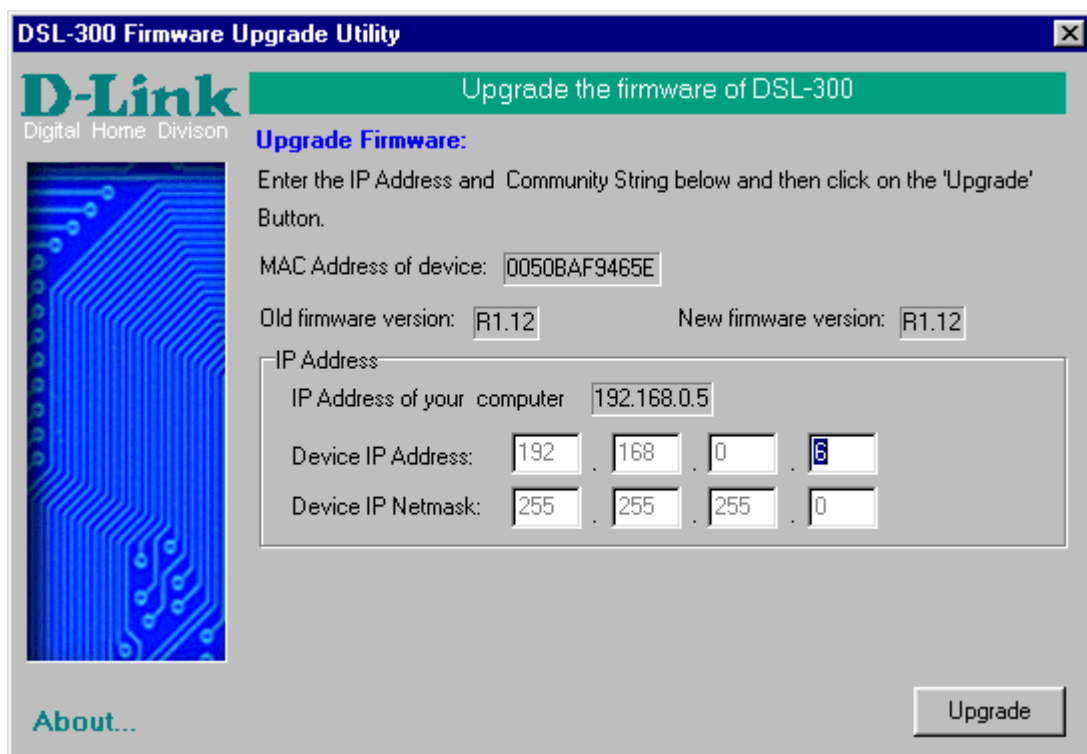 DSL-300 Firmware Upgrade Utility
D-Link
Digital Home Divison
Upgrade the firmware of DSL-300
Upgrade Firmware:
Enter the IP Address and Community String below and then click on the 'Upgrade'
Button.
MAC Address of device: 0050BAF9465E
Old firmware version: R1.12 New firmware version: R1.12
IP Address
IP Address of your computer 192.168.0.5
Device IP Address: 192 . 168 . 0 . 6
Device IP Netmask: 255 . 255 . 255 . 0
About...
Upgrade